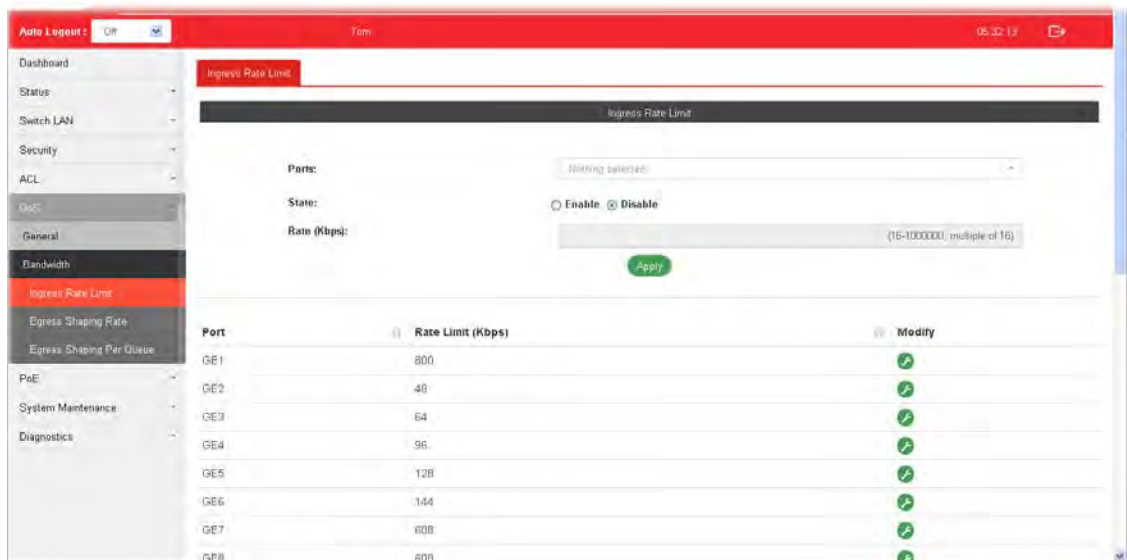 Auto Logout : Off Tom 05:32:13
Dashboard
Status
Switch LAN
Security
ACL
QoS
General
Bandwidth
Ingress Rate Limit
Egress Shaping Rate
Egress Shaping Per Queue
PoE
System Maintenance
Diagnostics
Ingress Rate Limit
Ingress Rate Limit
Ports: Nothing selected
State: Enable Disable
Rate (Kbps): (16-1000000, multiple of 16)
Apply
Port Rate Limit (Kbps) Modify
GE1 800
GE2 48
GE3 64
GE4 96
GE5 128
GE6 144
GE7 608
GE8 608